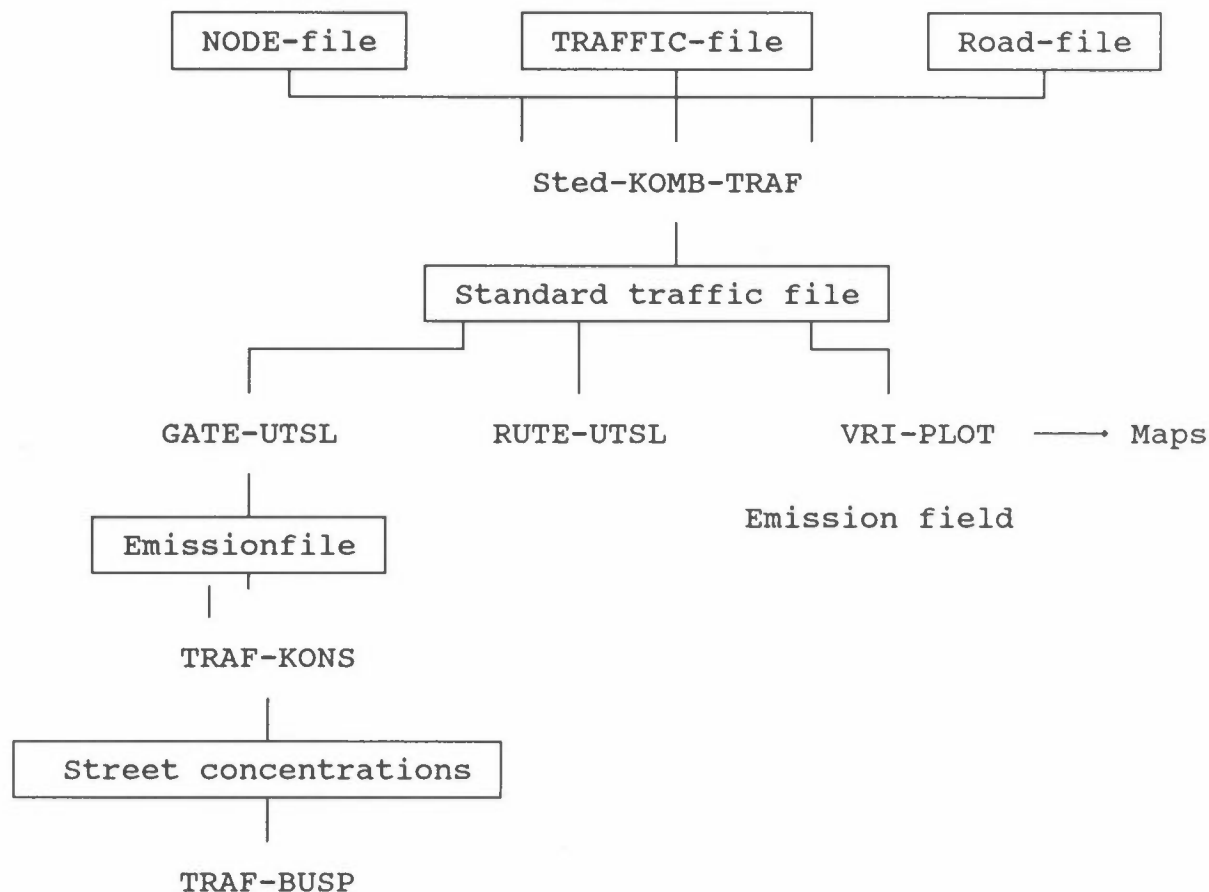 NODE-file
TRAFFIC-file
Road-file
Sted-KOMB-TRAF
Standard traffic file
GATE-UTSL
RUTE-UTSL
VRI-PLOT
Maps
Emission field
Emissionfile
TRAF-KONS
Street concentrations
TRAF-BUSP